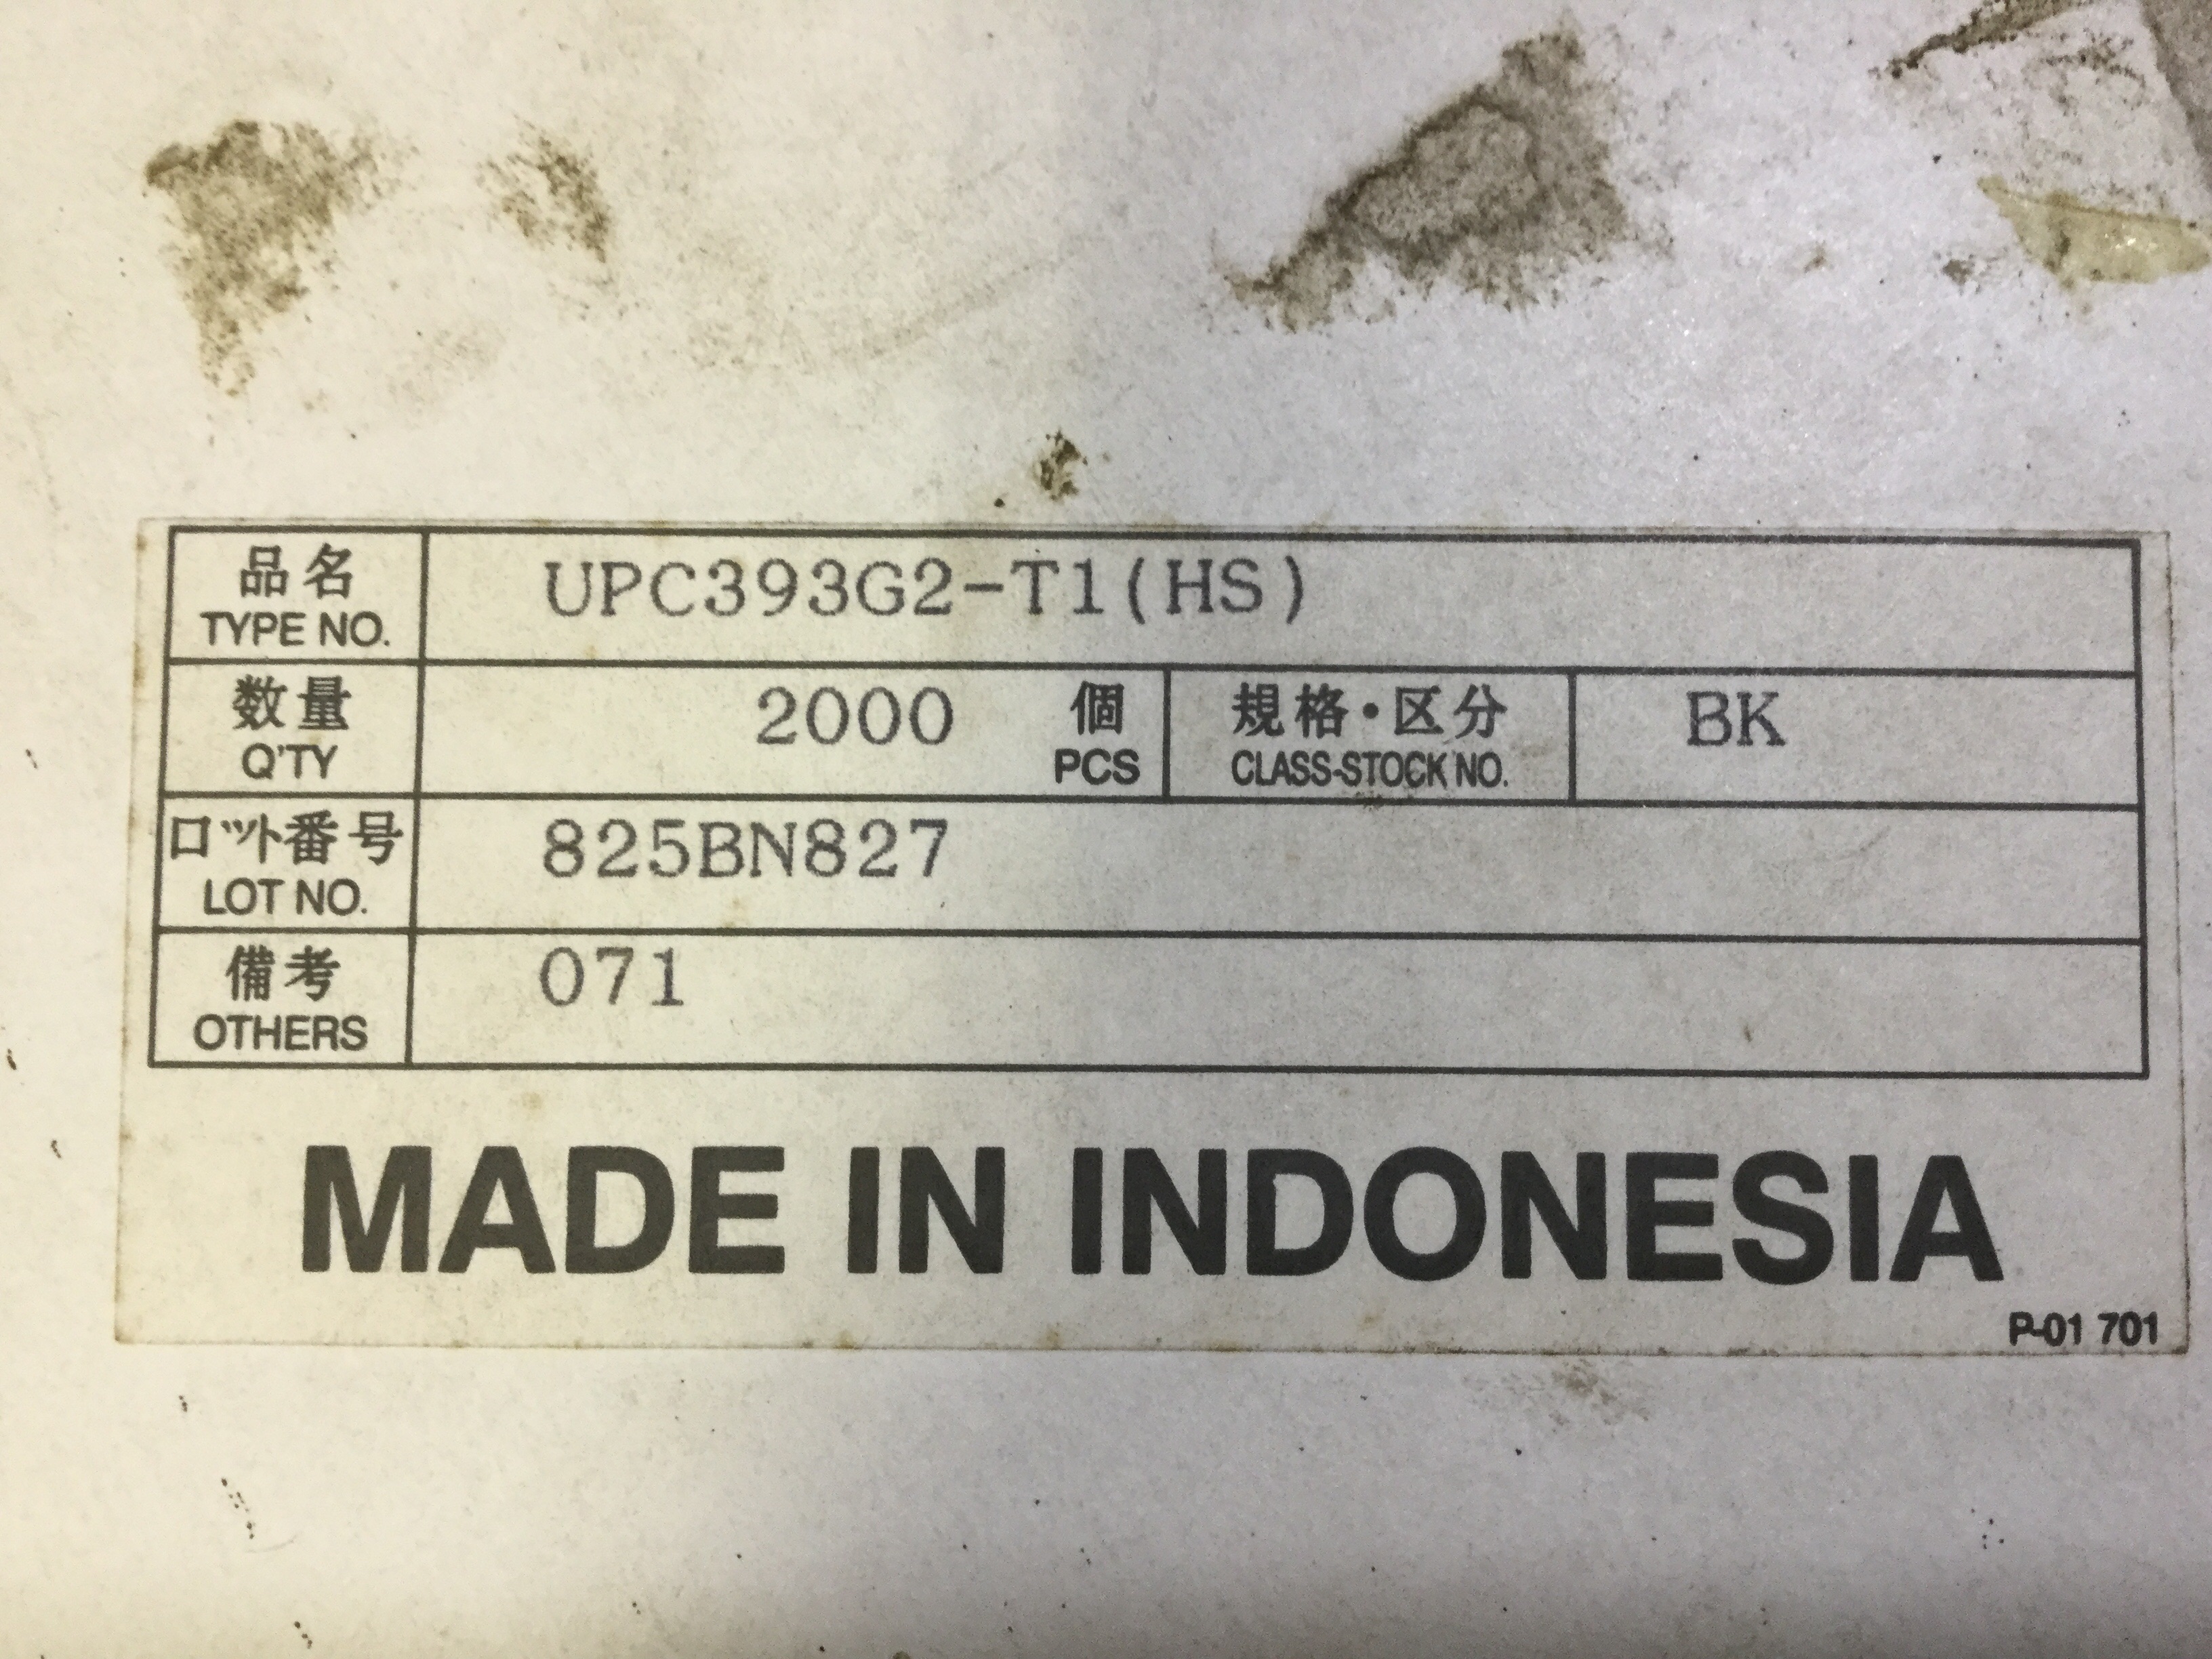 品名 UPC393G2-T1(HS)
TYPE NO.
数量 2000 個 規格・区分 BK
Q'TY PCS CLASS-STOCK NO.
ロット番号 825BN827
LOT NO.
備考 071
OTHERS
MADE IN INDONESIA
P-01 701